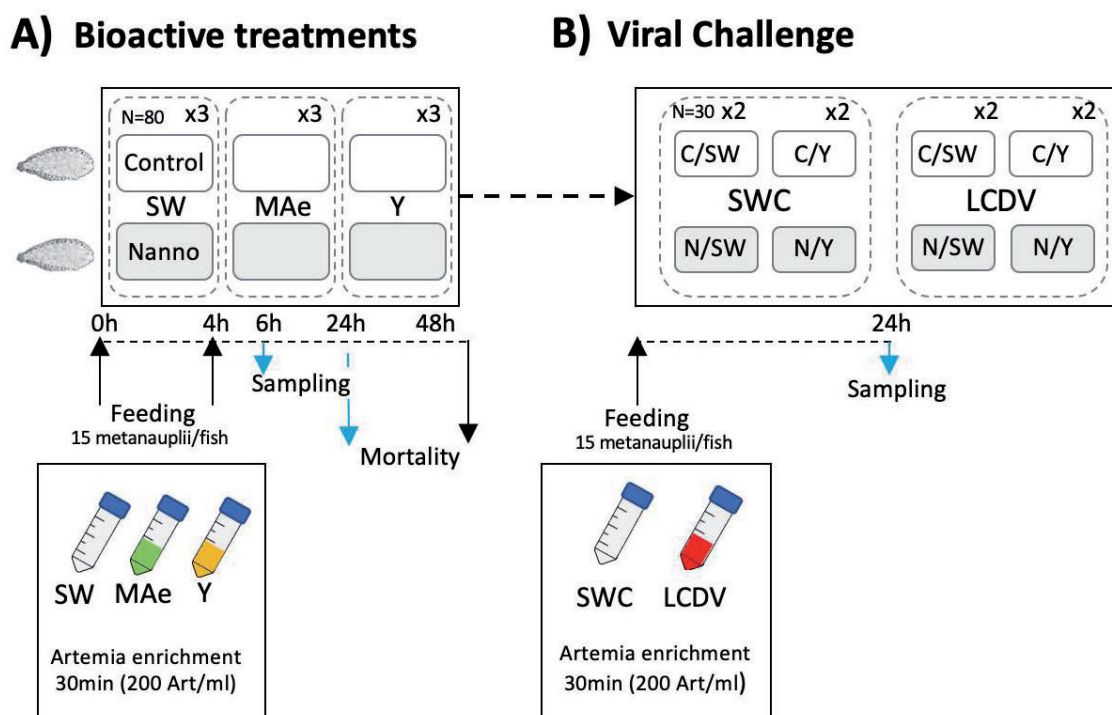 A) Bioactive treatments
N=80 x3 x3 x3
Control
SW MAe Y
Nanno
0h 4h 6h 24h 48h
Sampling
Feeding
15 metanauplii/fish
Mortality
SW MAe Y
Artemia enrichment
30min (200 Art/ml)
B) Viral Challenge
N=30 x2 x2 x2 x2
C/SW C/Y C/SW C/Y
SWC LCDV
N/SW N/Y N/SW N/Y
24h
Sampling
Feeding
15 metanauplii/fish
SWC LCDV
Artemia enrichment
30min (200 Art/ml)